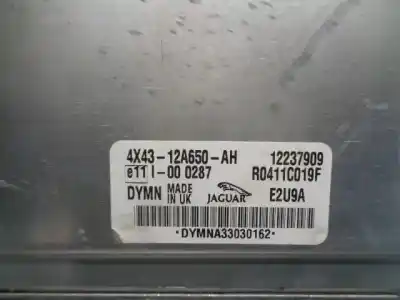 4X43-12A650-AH 12237909
e11 I-00 0287 R0411C019F
DYMN MADE IN UK JAGUAR E2U9A
*DYMNA33030162*